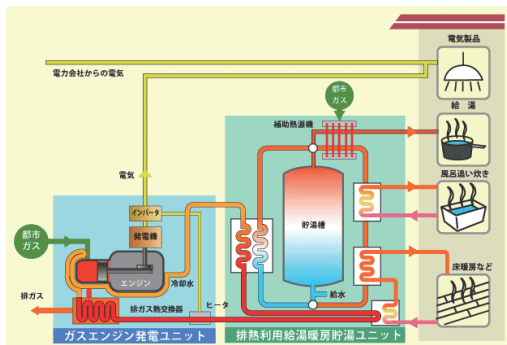 電気製品
電力会社からの電気
都市
ガス
給 湯
補助熱源機
電気
風呂追い炊き
貯湯槽
インバータ
発電機
都市
ガス
エンジン
冷却水
床暖房など
給水
排ガス
排ガス熱交換器
ヒータ
ガスエンジン発電ユニット
排熱利用給湯暖房貯湯ユニット